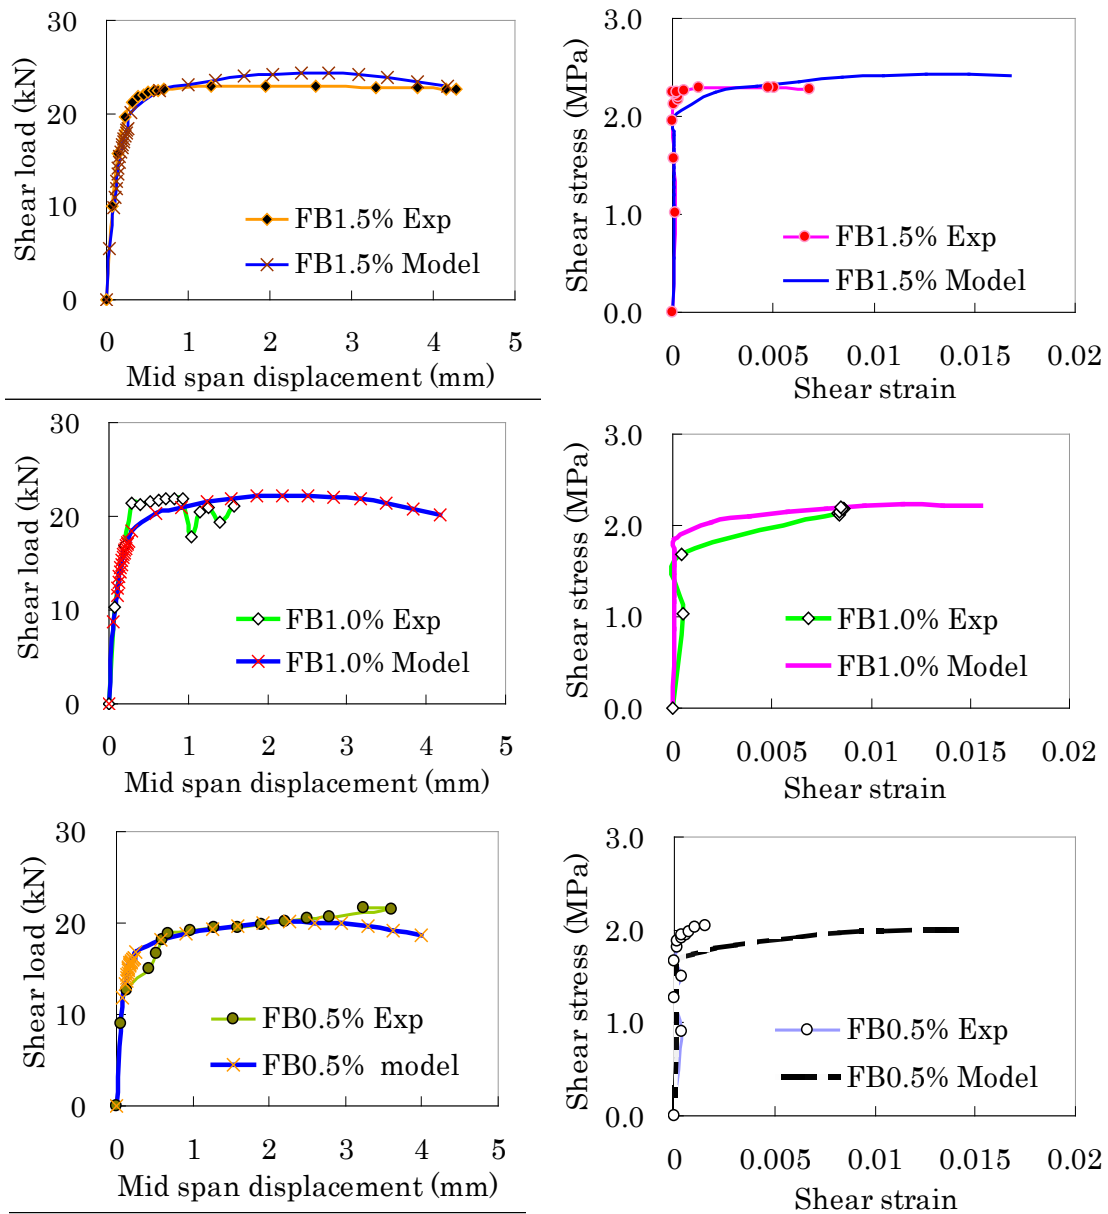 30
20
10
0
Shear load (kN)
FB1.5% Exp
FB1.5% Model
0 1 2 3 4 5
Mid span displacement (mm)
3.0
2.0
1.0
0.0
Shear stress (MPa)
FB1.5% Exp
FB1.5% Model
0 0.005 0.01 0.015 0.02
Shear strain
30
20
10
0
Shear load (kN)
FB1.0% Exp
FB1.0% Model
0 1 2 3 4 5
Mid span displacement (mm)
3.0
2.0
1.0
0.0
Shear stress (MPa)
FB1.0% Exp
FB1.0% Model
0 0.005 0.01 0.015 0.02
Shear strain
30
20
10
0
Shear load (kN)
FB0.5% Exp
FB0.5% model
0 1 2 3 4 5
Mid span displacement (mm)
3.0
2.0
1.0
0.0
Shear stress (MPa)
FB0.5% Exp
FB0.5% Model
0 0.005 0.01 0.015 0.02
Shear strain